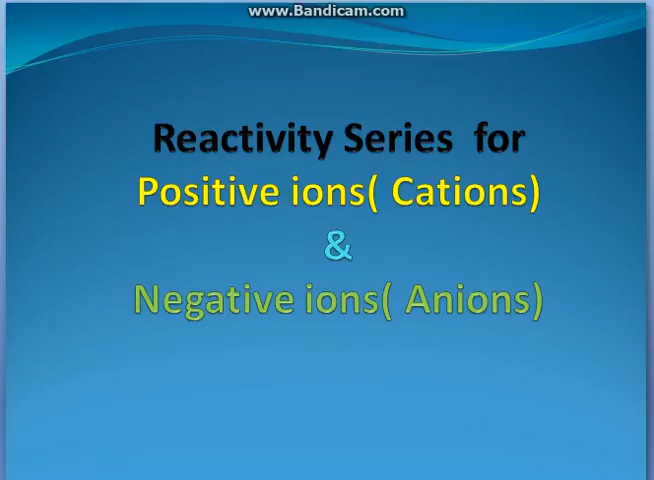 www.Bandicam.com
Reactivity Series for
Positive ions( Cations)
&
Negative ions( Anions)